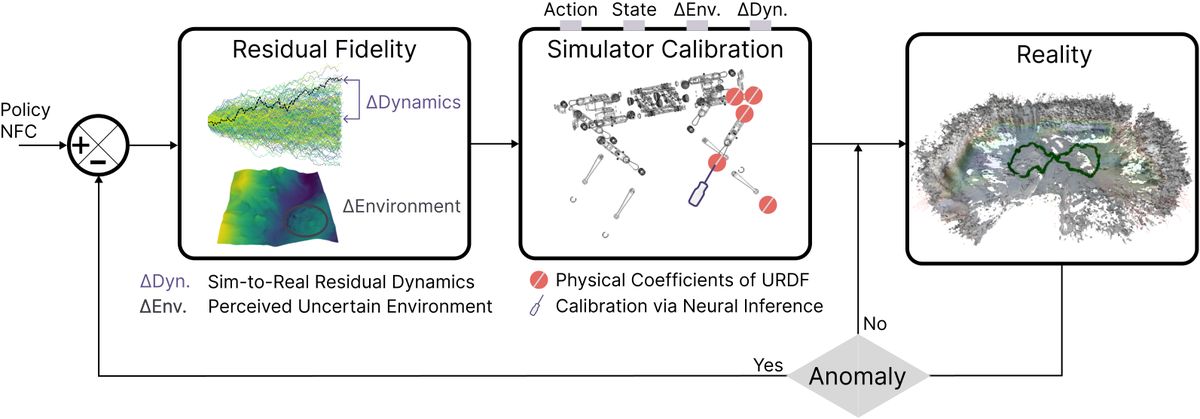 Action State ΔEnv. ΔDyn.
Residual Fidelity
Simulator Calibration
Reality
Policy
NFC
+
−
ΔDynamics
ΔEnvironment
ΔDyn. Sim-to-Real Residual Dynamics
ΔEnv. Perceived Uncertain Environment
Physical Coefficients of URDF
Calibration via Neural Inference
No
Yes
Anomaly